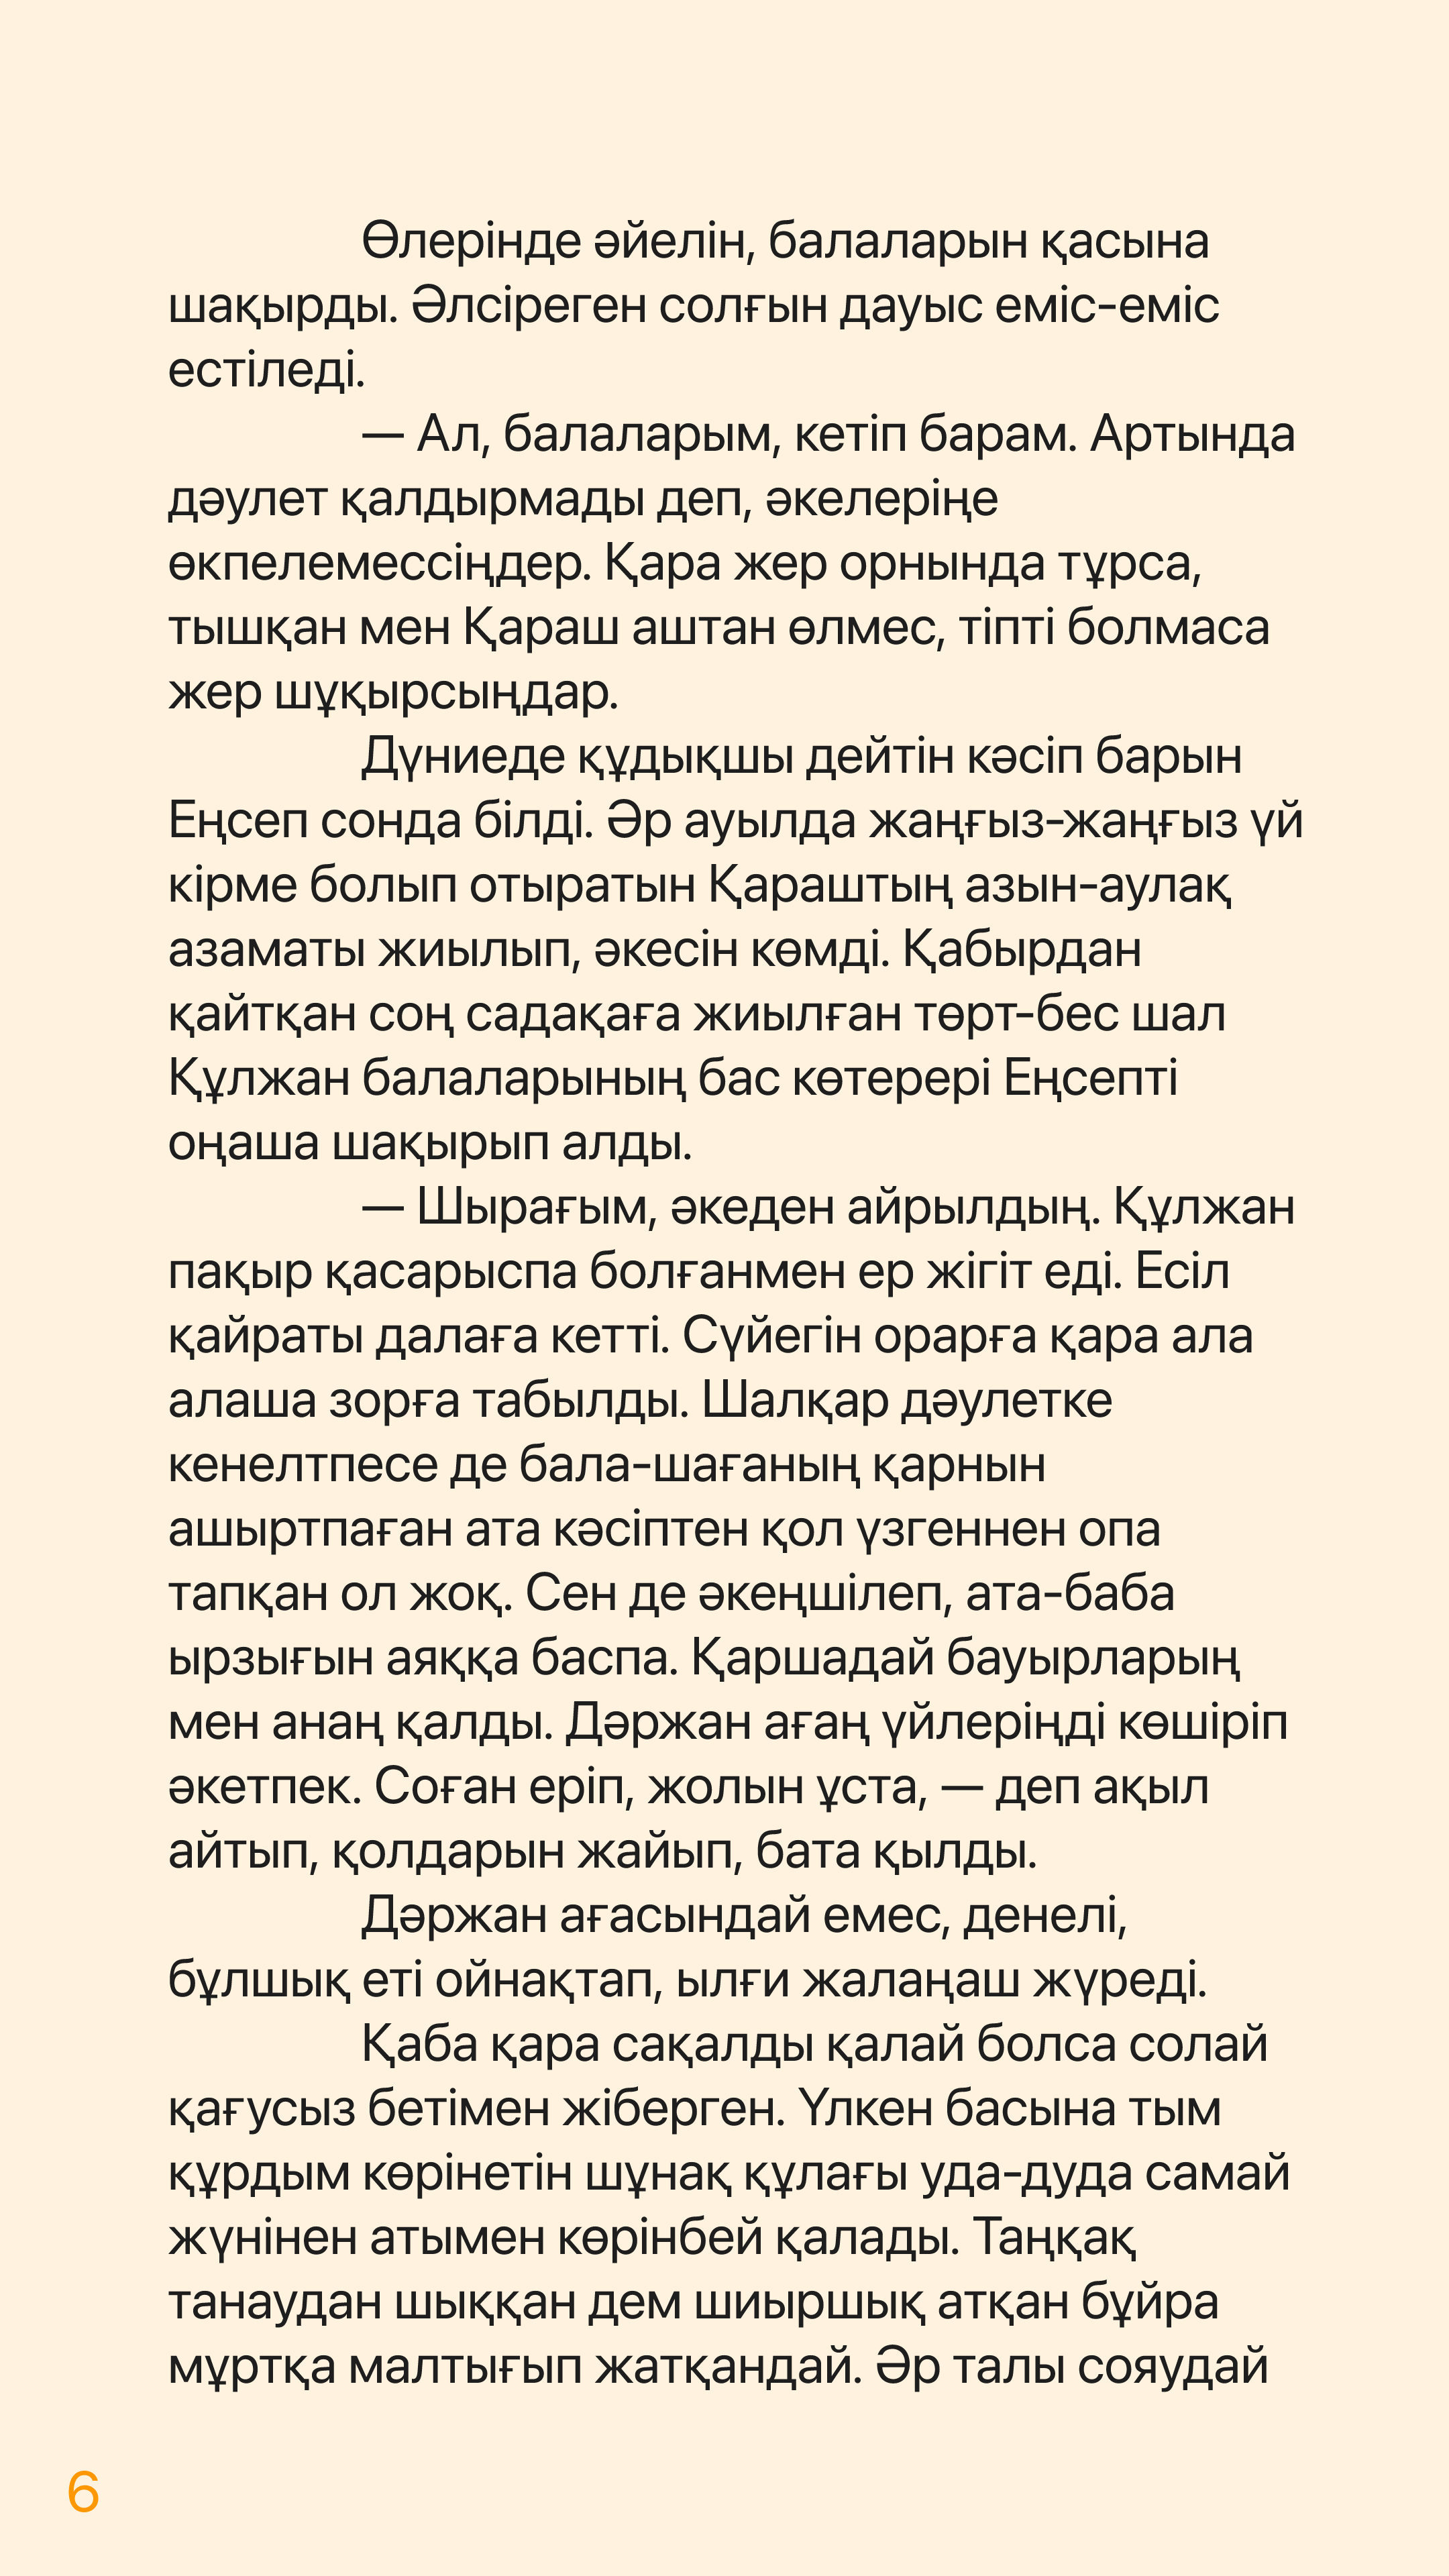 Өлерінде әйелін, балаларын қасына
шақырды. Әлсіреген солғын дауыс еміс-еміс
естіледі.
— Ал, балаларым, кетіп барам. Артында
дәулет қалдырмады деп, әкелеріңе
өкпелемессіңдер. Қара жер орнында тұрса,
тышқан мен Қараш аштан өлмес, тіпті болмаса
жер шұқырсыңдар.
Дүниеде құдықшы дейтін кәсіп барын
Еңсеп сонда білді. Әр ауылда жаңғыз-жаңғыз үй
кірме болып отыратын Қараштың азын-аулақ
азаматы жиылып, әкесін көмді. Қабырдан
қайтқан соң садақаға жиылған төрт-бес шал
Құлжан балаларының бас көтерері Еңсепті
оңаша шақырып алды.
— Шырағым, әкеден айрылдың. Құлжан
пақыр қасарыспа болғанмен ер жігіт еді. Есіл
қайраты далаға кетті. Сүйегін орарға қара ала
алаша зорға табылды. Шалқар дәулетке
кенелтпесе де бала-шағаның қарнын
ашыртпаған ата кәсіптен қол үзгеннен опа
тапқан ол жоқ. Сен де әкеңшілеп, ата-баба
ырзығын аяққа баспа. Қаршадай бауырларың
мен анаң қалды. Дәржан ағаң үйлеріңді көшіріп
әкетпек. Соған еріп, жолын ұста, — деп ақыл
айтып, қолдарын жайып, бата қылды.
Дәржан ағасындай емес, денелі,
бұлшық еті ойнақтап, ылғи жалаңаш жүреді.
Қаба қара сақалды қалай болса солай
қағусыз бетімен жіберген. Үлкен басына тым
құрдым көрінетін шұнақ құлағы уда-дуда самай
жүнінен атымен көрінбей қалады. Таңқақ
танаудан шыққан дем шиыршық атқан бұйра
мұртқа малтығып жатқандай. Әр талы сояудай
6